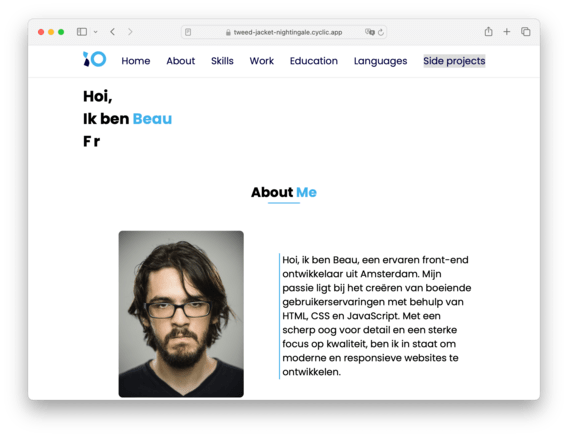 tweed-jacket-nightingale.cyclic.app
Home About Skills Work Education Languages Side projects
Hoi,
Ik ben Beau
F r
About Me
Hoi, ik ben Beau, een ervaren front-end
ontwikkelaar uit Amsterdam. Mijn
passie ligt bij het creëren van boeiende
gebruikerservaringen met behulp van
HTML, CSS en JavaScript. Met een
scherp oog voor detail en een sterke
focus op kwaliteit, ben ik in staat om
moderne en responsieve websites te
ontwikkelen.